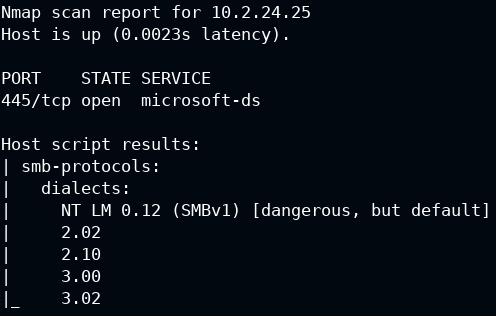 Nmap scan report for 10.2.24.25
Host is up (0.0023s latency).
PORT    STATE SERVICE
445/tcp open  microsoft-ds
Host script results:
| smb-protocols:
|   dialects:
|     NT LM 0.12 (SMBv1) [dangerous, but default]
|     2.02
|     2.10
|     3.00
|_    3.02